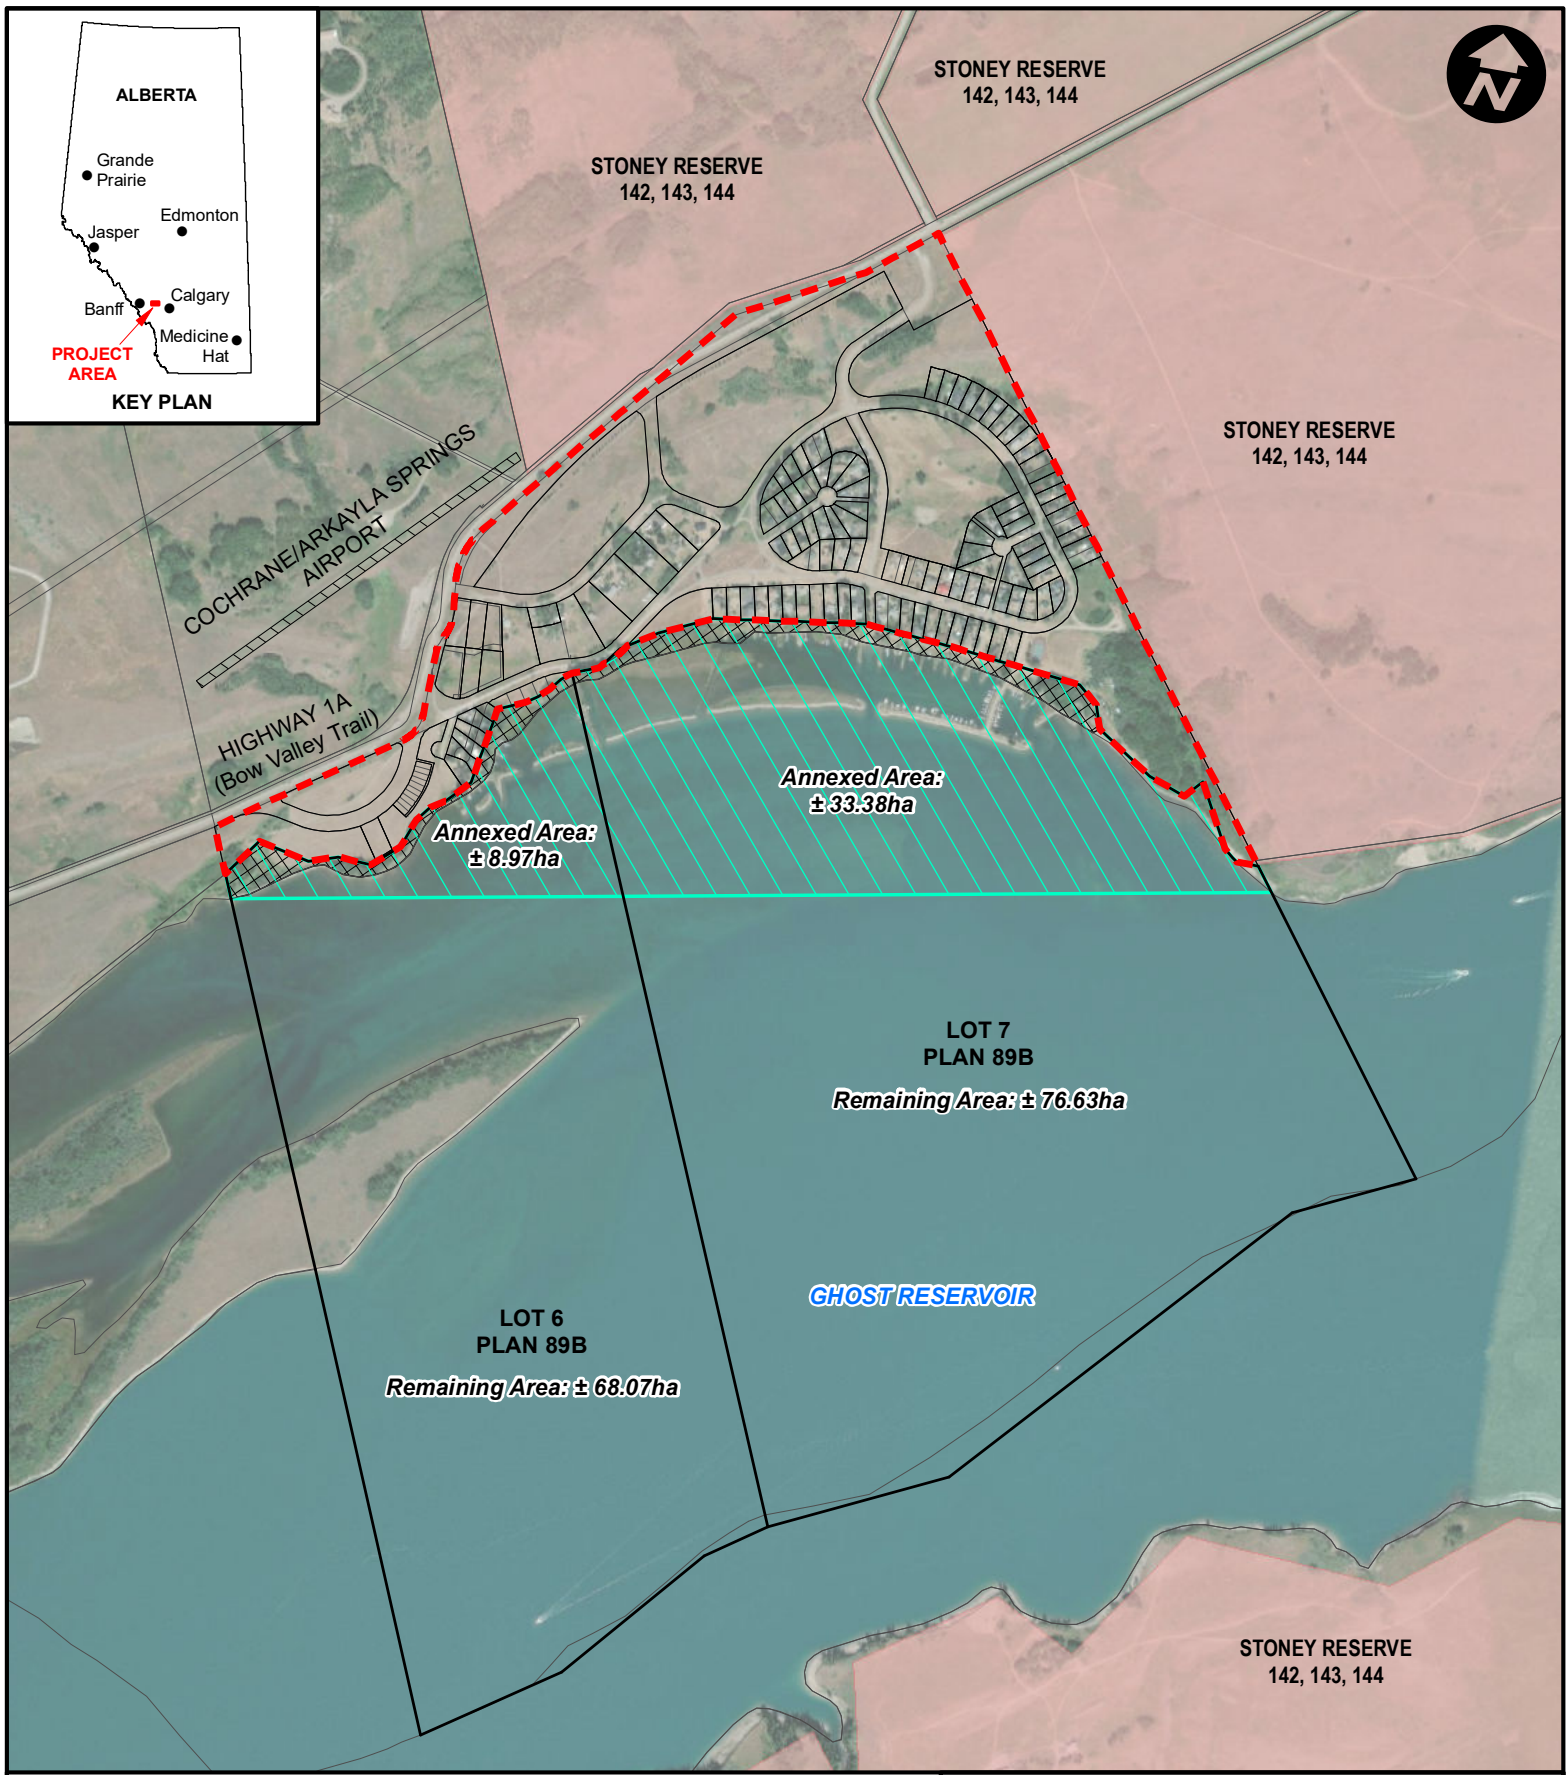 ALBERTA
Grande
Prairie
Edmonton
Jasper
Banff
Calgary
Medicine
Hat
PROJECT
AREA
KEY PLAN
STONEY RESERVE
142, 143, 144
N
STONEY RESERVE
142, 143, 144
STONEY RESERVE
142, 143, 144
COCHRANE/ARKAYLA SPRINGS
AIRPORT
HIGHWAY 1A
(Bow Valley Trail)
Annexed Area:
± 33.38ha
Annexed Area:
± 8.97ha
LOT 7
PLAN 89B
Remaining Area: ± 76.63ha
GHOST RESERVOIR
LOT 6
PLAN 89B
Remaining Area: ± 68.07ha
STONEY RESERVE
142, 143, 144